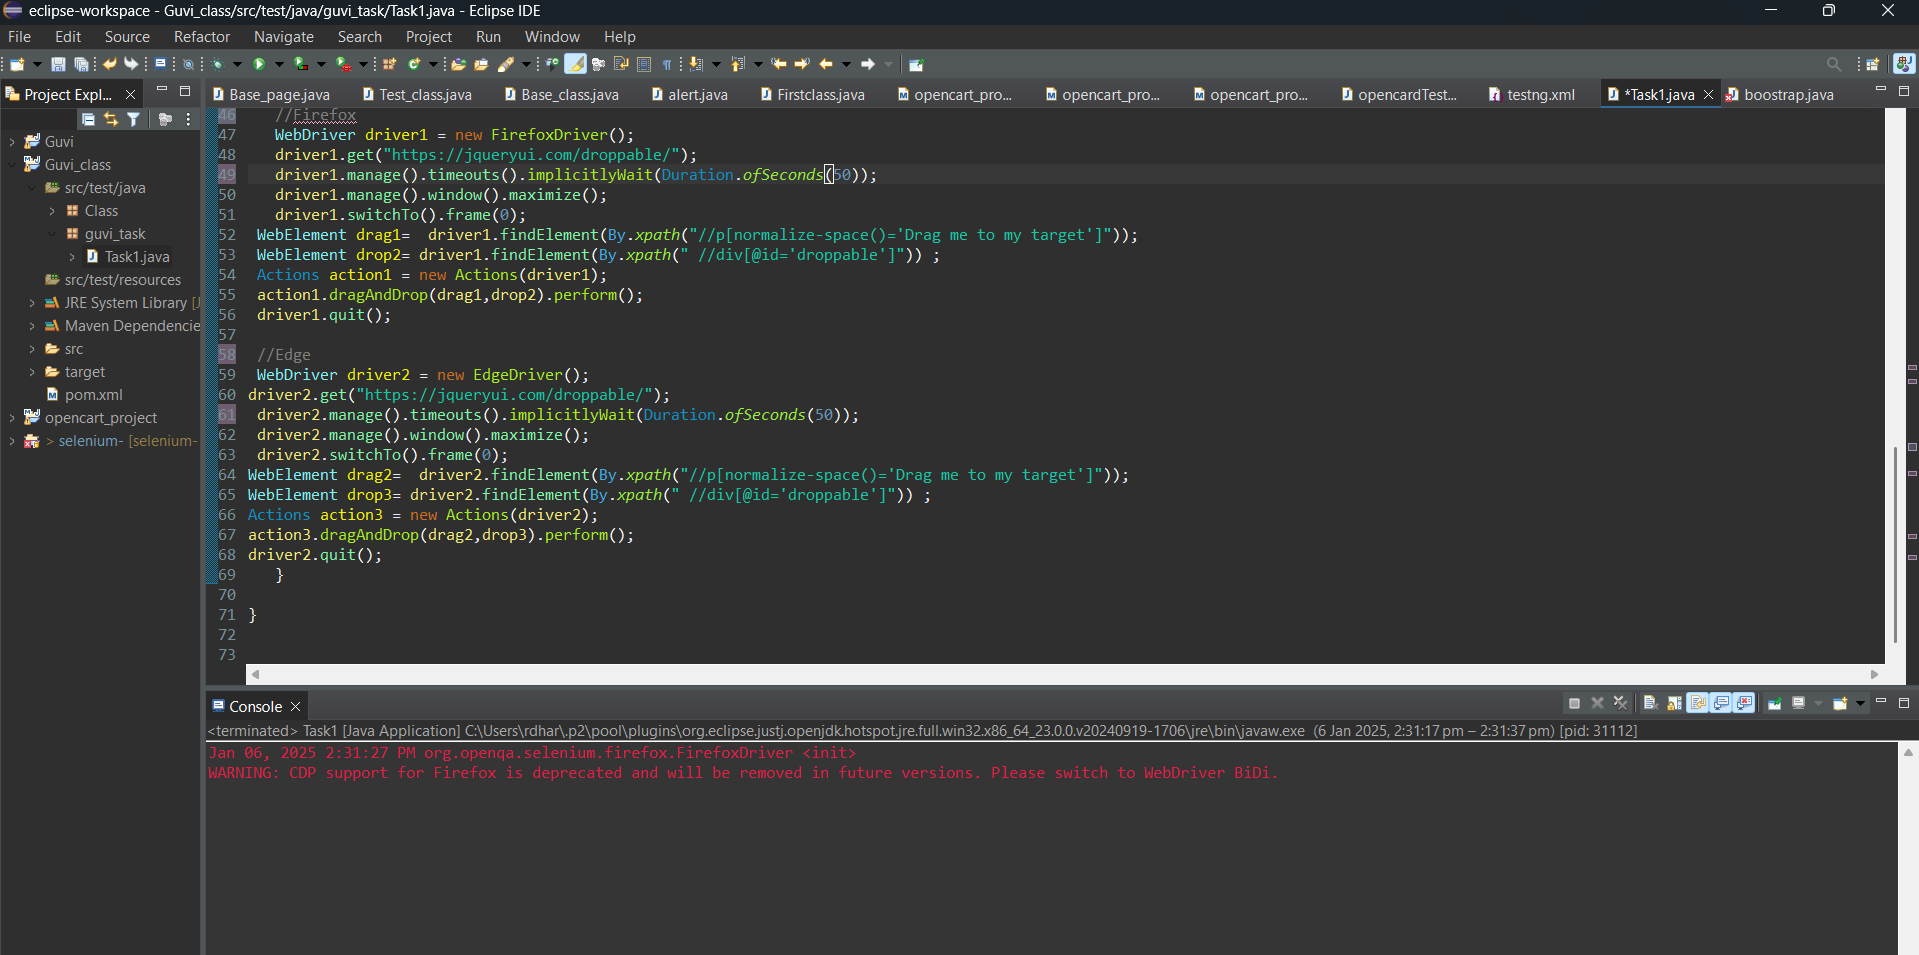 eclipse-workspace - Guvi_class/src/test/java/guvi_task/Task1.java - Eclipse IDE
File Edit Source Refactor Navigate Search Project Run Window Help
Project Expl...
Base_page.java Test_class.java Base_class.java alert.java Firstclass.java opencart_pro... opencart_pro... opencart_pro... opencardTest... testng.xml *Task1.java boostrap.java
Guvi
Guvi_class
src/test/java
Class
guvi_task
Task1.java
src/test/resources
JRE System Library [J
Maven Dependencie
src
target
pom.xml
opencart_project
> selenium- [selenium-
46 //Firefox
47 WebDriver driver1 = new FirefoxDriver();
48 driver1.get("https://jqueryui.com/droppable/");
49 driver1.manage().timeouts().implicitlyWait(Duration.ofSeconds(50));
50 driver1.manage().window().maximize();
51 driver1.switchTo().frame(0);
52 WebElement drag1=  driver1.findElement(By.xpath("//p[normalize-space()='Drag me to my target']"));
53 WebElement drop2= driver1.findElement(By.xpath(" //div[@id='droppable']")) ;
54 Actions action1 = new Actions(driver1);
55 action1.dragAndDrop(drag1,drop2).perform();
56 driver1.quit();
57
58 //Edge
59 WebDriver driver2 = new EdgeDriver();
60 driver2.get("https://jqueryui.com/droppable/");
61 driver2.manage().timeouts().implicitlyWait(Duration.ofSeconds(50));
62 driver2.manage().window().maximize();
63 driver2.switchTo().frame(0);
64 WebElement drag2=  driver2.findElement(By.xpath("//p[normalize-space()='Drag me to my target']"));
65 WebElement drop3= driver2.findElement(By.xpath(" //div[@id='droppable']")) ;
66 Actions action3 = new Actions(driver2);
67 action3.dragAndDrop(drag2,drop3).perform();
68 driver2.quit();
69 }
70
71 }
72
73
Console
<terminated> Task1 [Java Application] C:\Users\rdhar\.p2\pool\plugins\org.eclipse.justj.openjdk.hotspot.jre.full.win32.x86_64_23.0.0.v20240919-1706\jre\bin\javaw.exe (6 Jan 2025, 2:31:17 pm – 2:31:37 pm) [pid: 31112]
Jan 06, 2025 2:31:27 PM org.openqa.selenium.firefox.FirefoxDriver <init>
WARNING: CDP support for Firefox is deprecated and will be removed in future versions. Please switch to WebDriver BiDi.